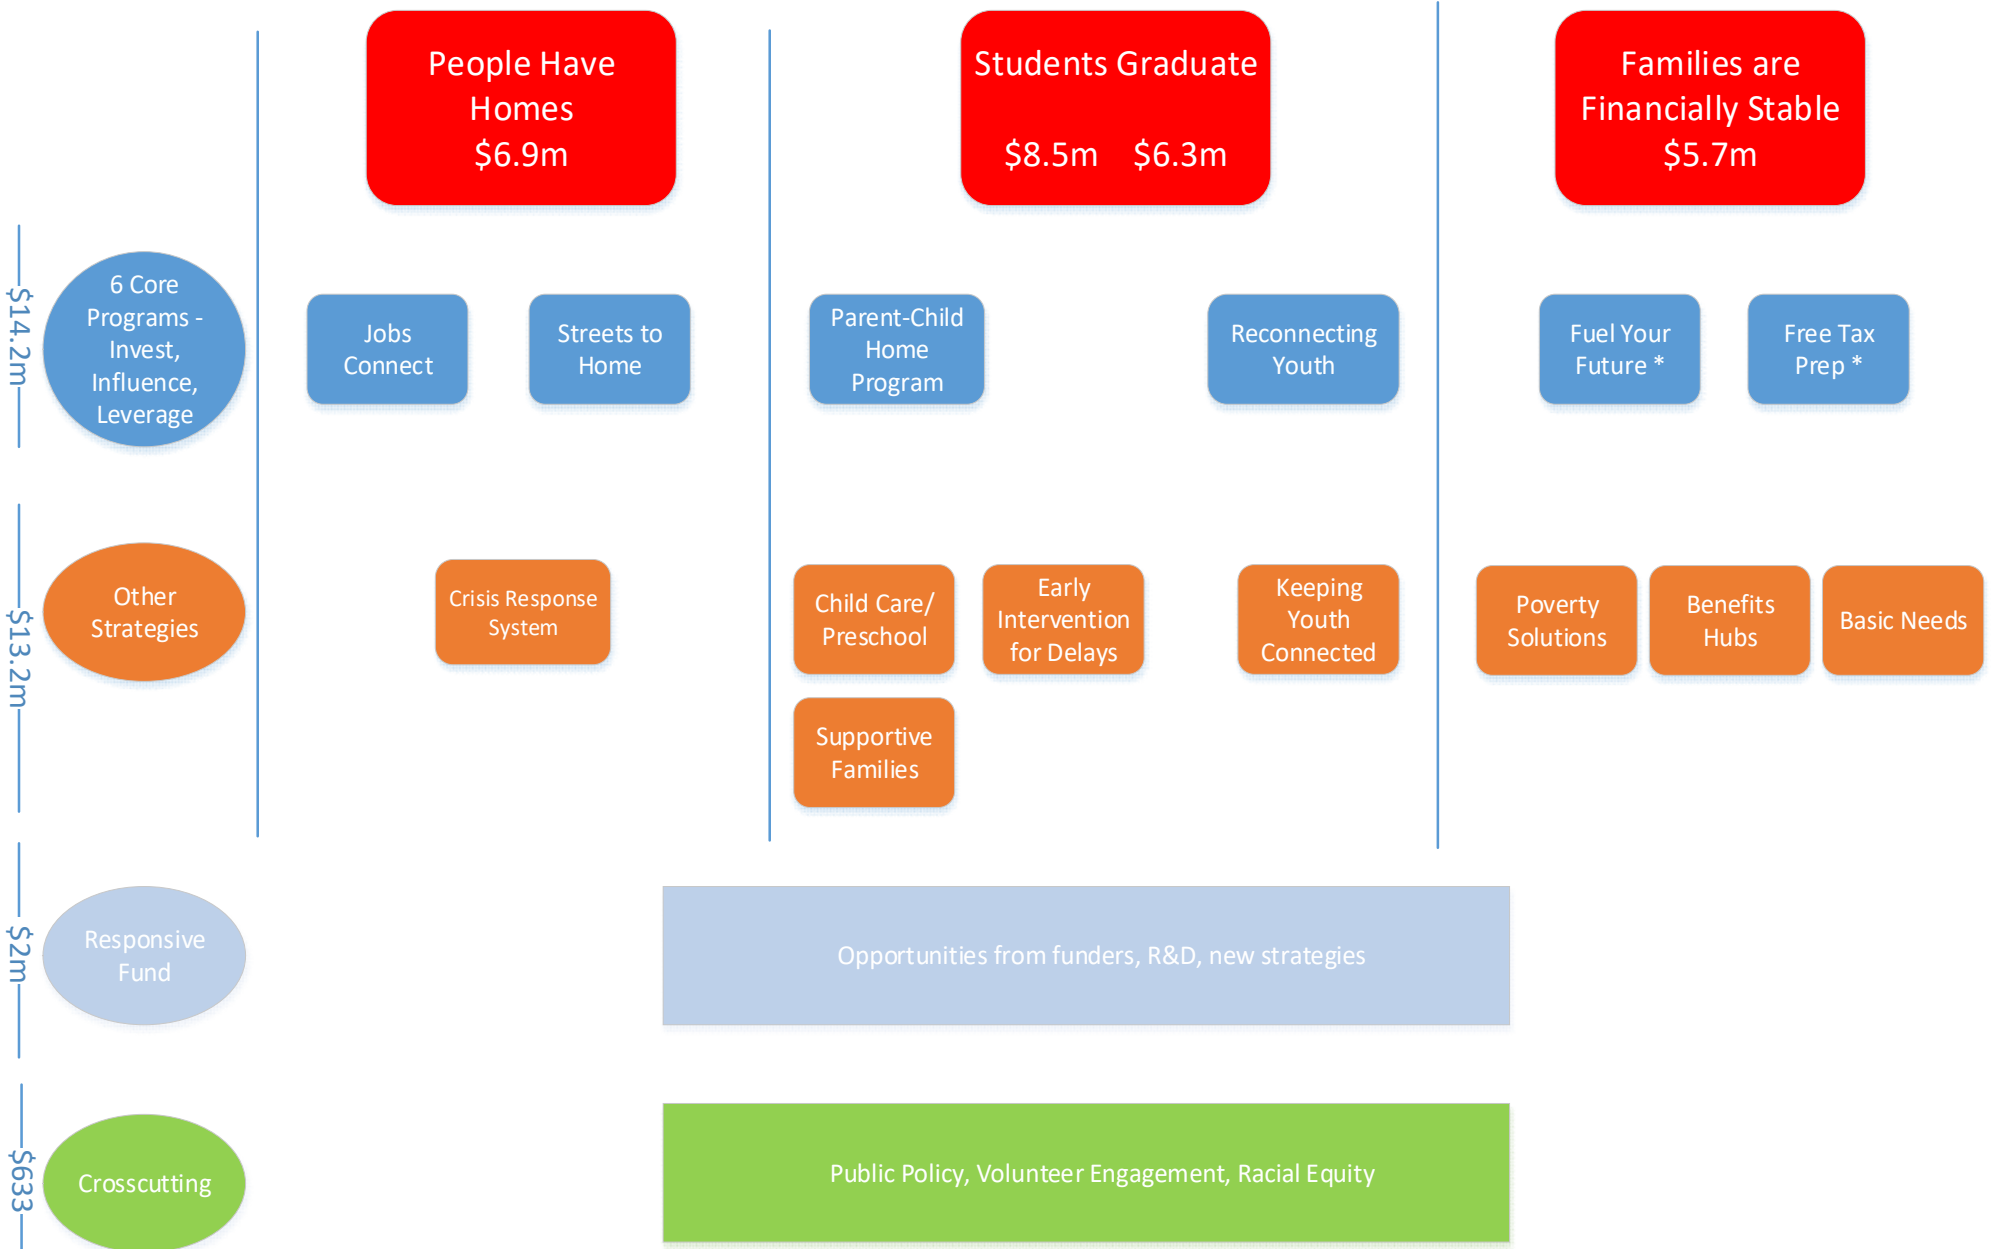 People Have
Homes
$6.9m
Students Graduate
$8.5m $6.3m
Families are
Financially Stable
$5.7m
$14.2m
6 Core
Programs -
Invest,
Influence,
Leverage
Jobs
Connect
Streets to
Home
Parent-Child
Home
Program
Reconnecting
Youth
Fuel Your
Future *
Free Tax
Prep *
$13.2m
Other
Strategies
Crisis Response
System
Child Care/
Preschool
Early
Intervention
for Delays
Keeping
Youth
Connected
Poverty
Solutions
Benefits
Hubs
Basic Needs
Supportive
Families
$2m
Responsive
Fund
Opportunities from funders, R&D, new strategies
$633
Crosscutting
Public Policy, Volunteer Engagement, Racial Equity